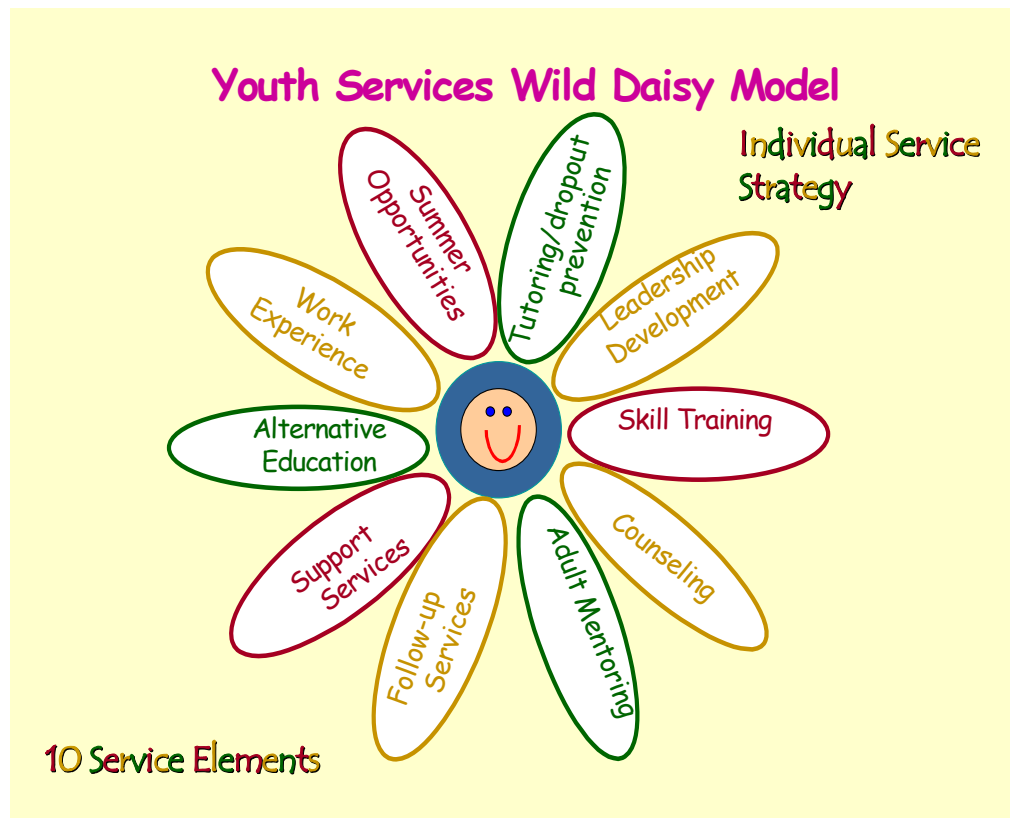 Youth Services Wild Daisy Model
Individual Service
Strategy
Summer
Opportunities
Tutoring/dropout
prevention
Leadership
Development
Skill Training
Counseling
Adult Mentoring
Follow-up
Services
Support
Services
Alternative
Education
Work
Experience
10 Service Elements